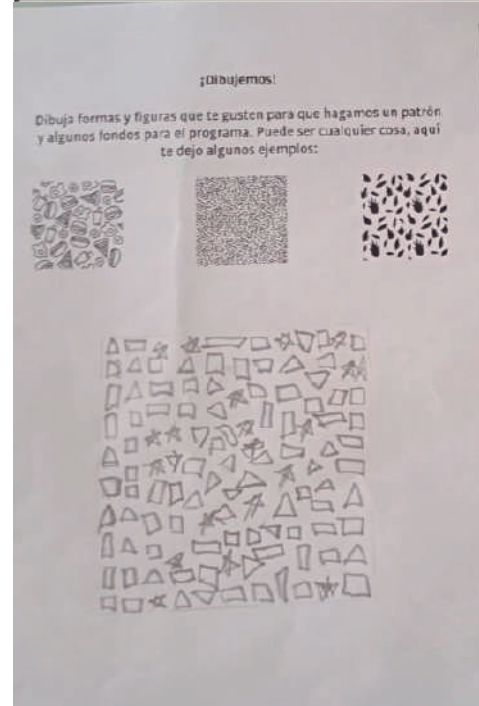 ¡Dibujemos!
Dibuja formas y figuras que te gusten para que hagamos un patrón
y algunos fondos para el programa. Puede ser cualquier cosa, aquí
te dejo algunos ejemplos: